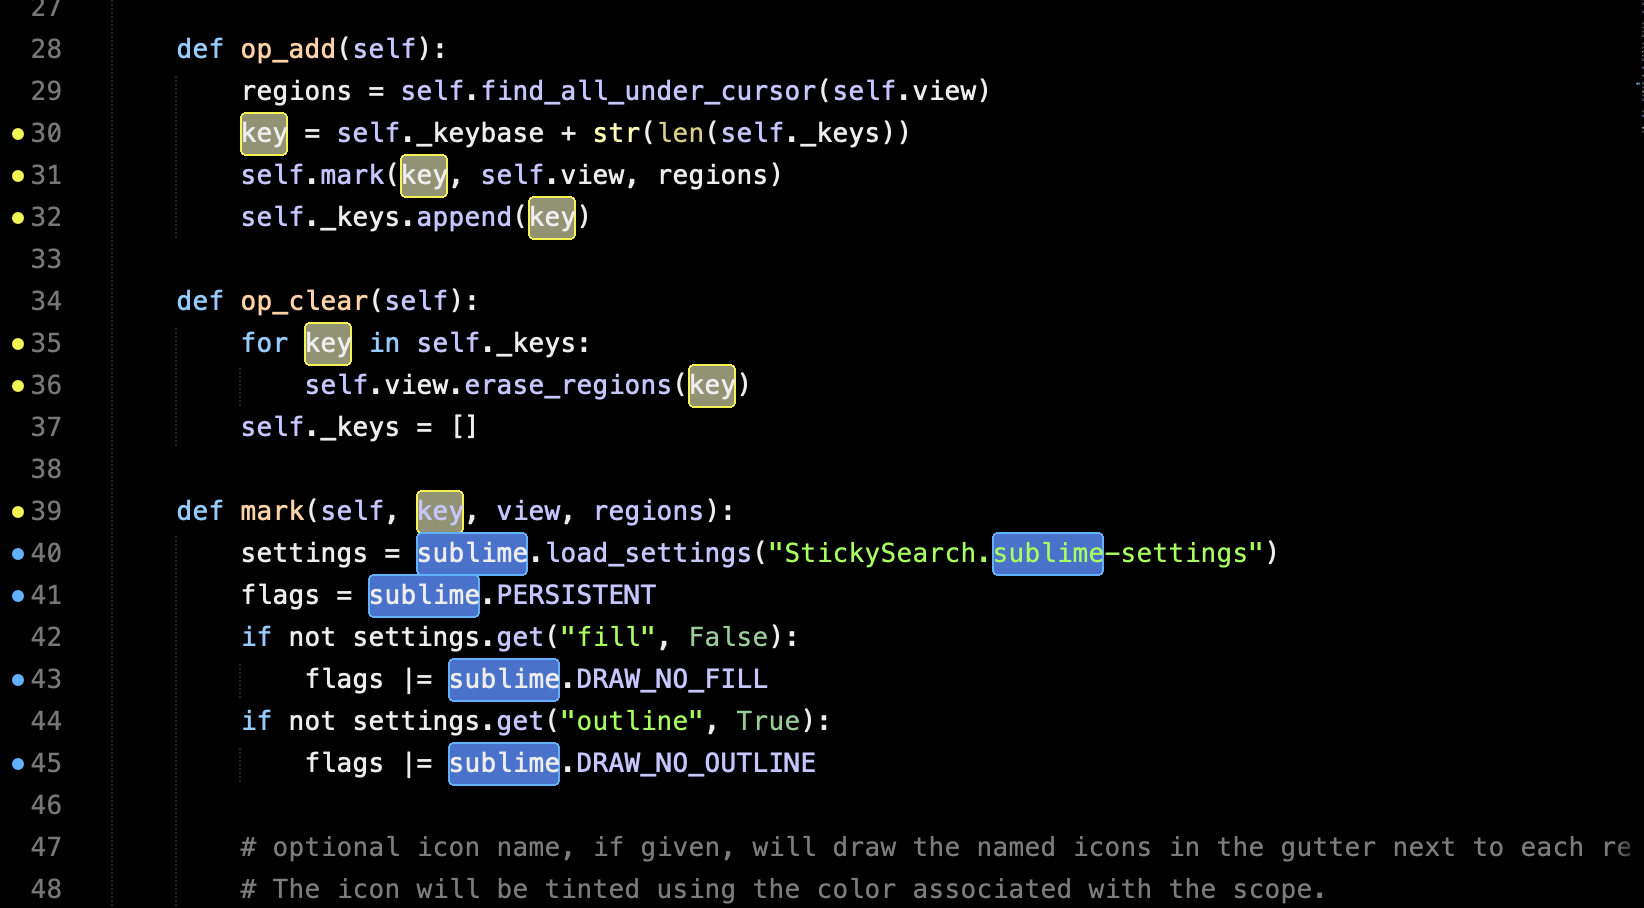 27
28 def op_add(self):
29 regions = self.find_all_under_cursor(self.view)
30 key = self._keybase + str(len(self._keys))
31 self.mark(key, self.view, regions)
32 self._keys.append(key)
33
34 def op_clear(self):
35 for key in self._keys:
36 self.view.erase_regions(key)
37 self._keys = []
38
39 def mark(self, key, view, regions):
40 settings = sublime.load_settings("StickySearch.sublime-settings")
41 flags = sublime.PERSISTENT
42 if not settings.get("fill", False):
43 flags |= sublime.DRAW_NO_FILL
44 if not settings.get("outline", True):
45 flags |= sublime.DRAW_NO_OUTLINE
46
47 # optional icon name, if given, will draw the named icons in the gutter next to each re
48 # The icon will be tinted using the color associated with the scope.